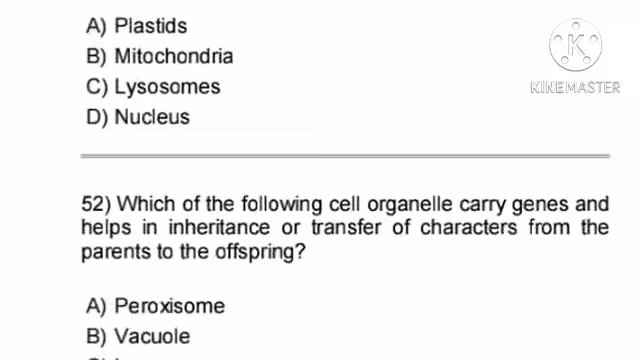 A) Plastids
B) Mitochondria
C) Lysosomes
D) Nucleus
KINEMASTER
52) Which of the following cell organelle carry genes and
helps in inheritance or transfer of characters from the
parents to the offspring?
A) Peroxisome
B) Vacuole